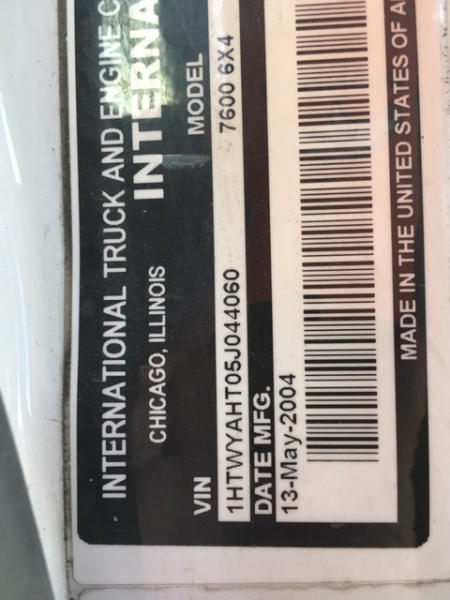 INTERNATIONAL TRUCK AND ENGINE
CHICAGO, ILLINOIS
VIN MODEL
1HTWYAHT05J044060 7600 6X4
DATE MFG.
13-May-2004
MADE IN THE UNITED STATES OF